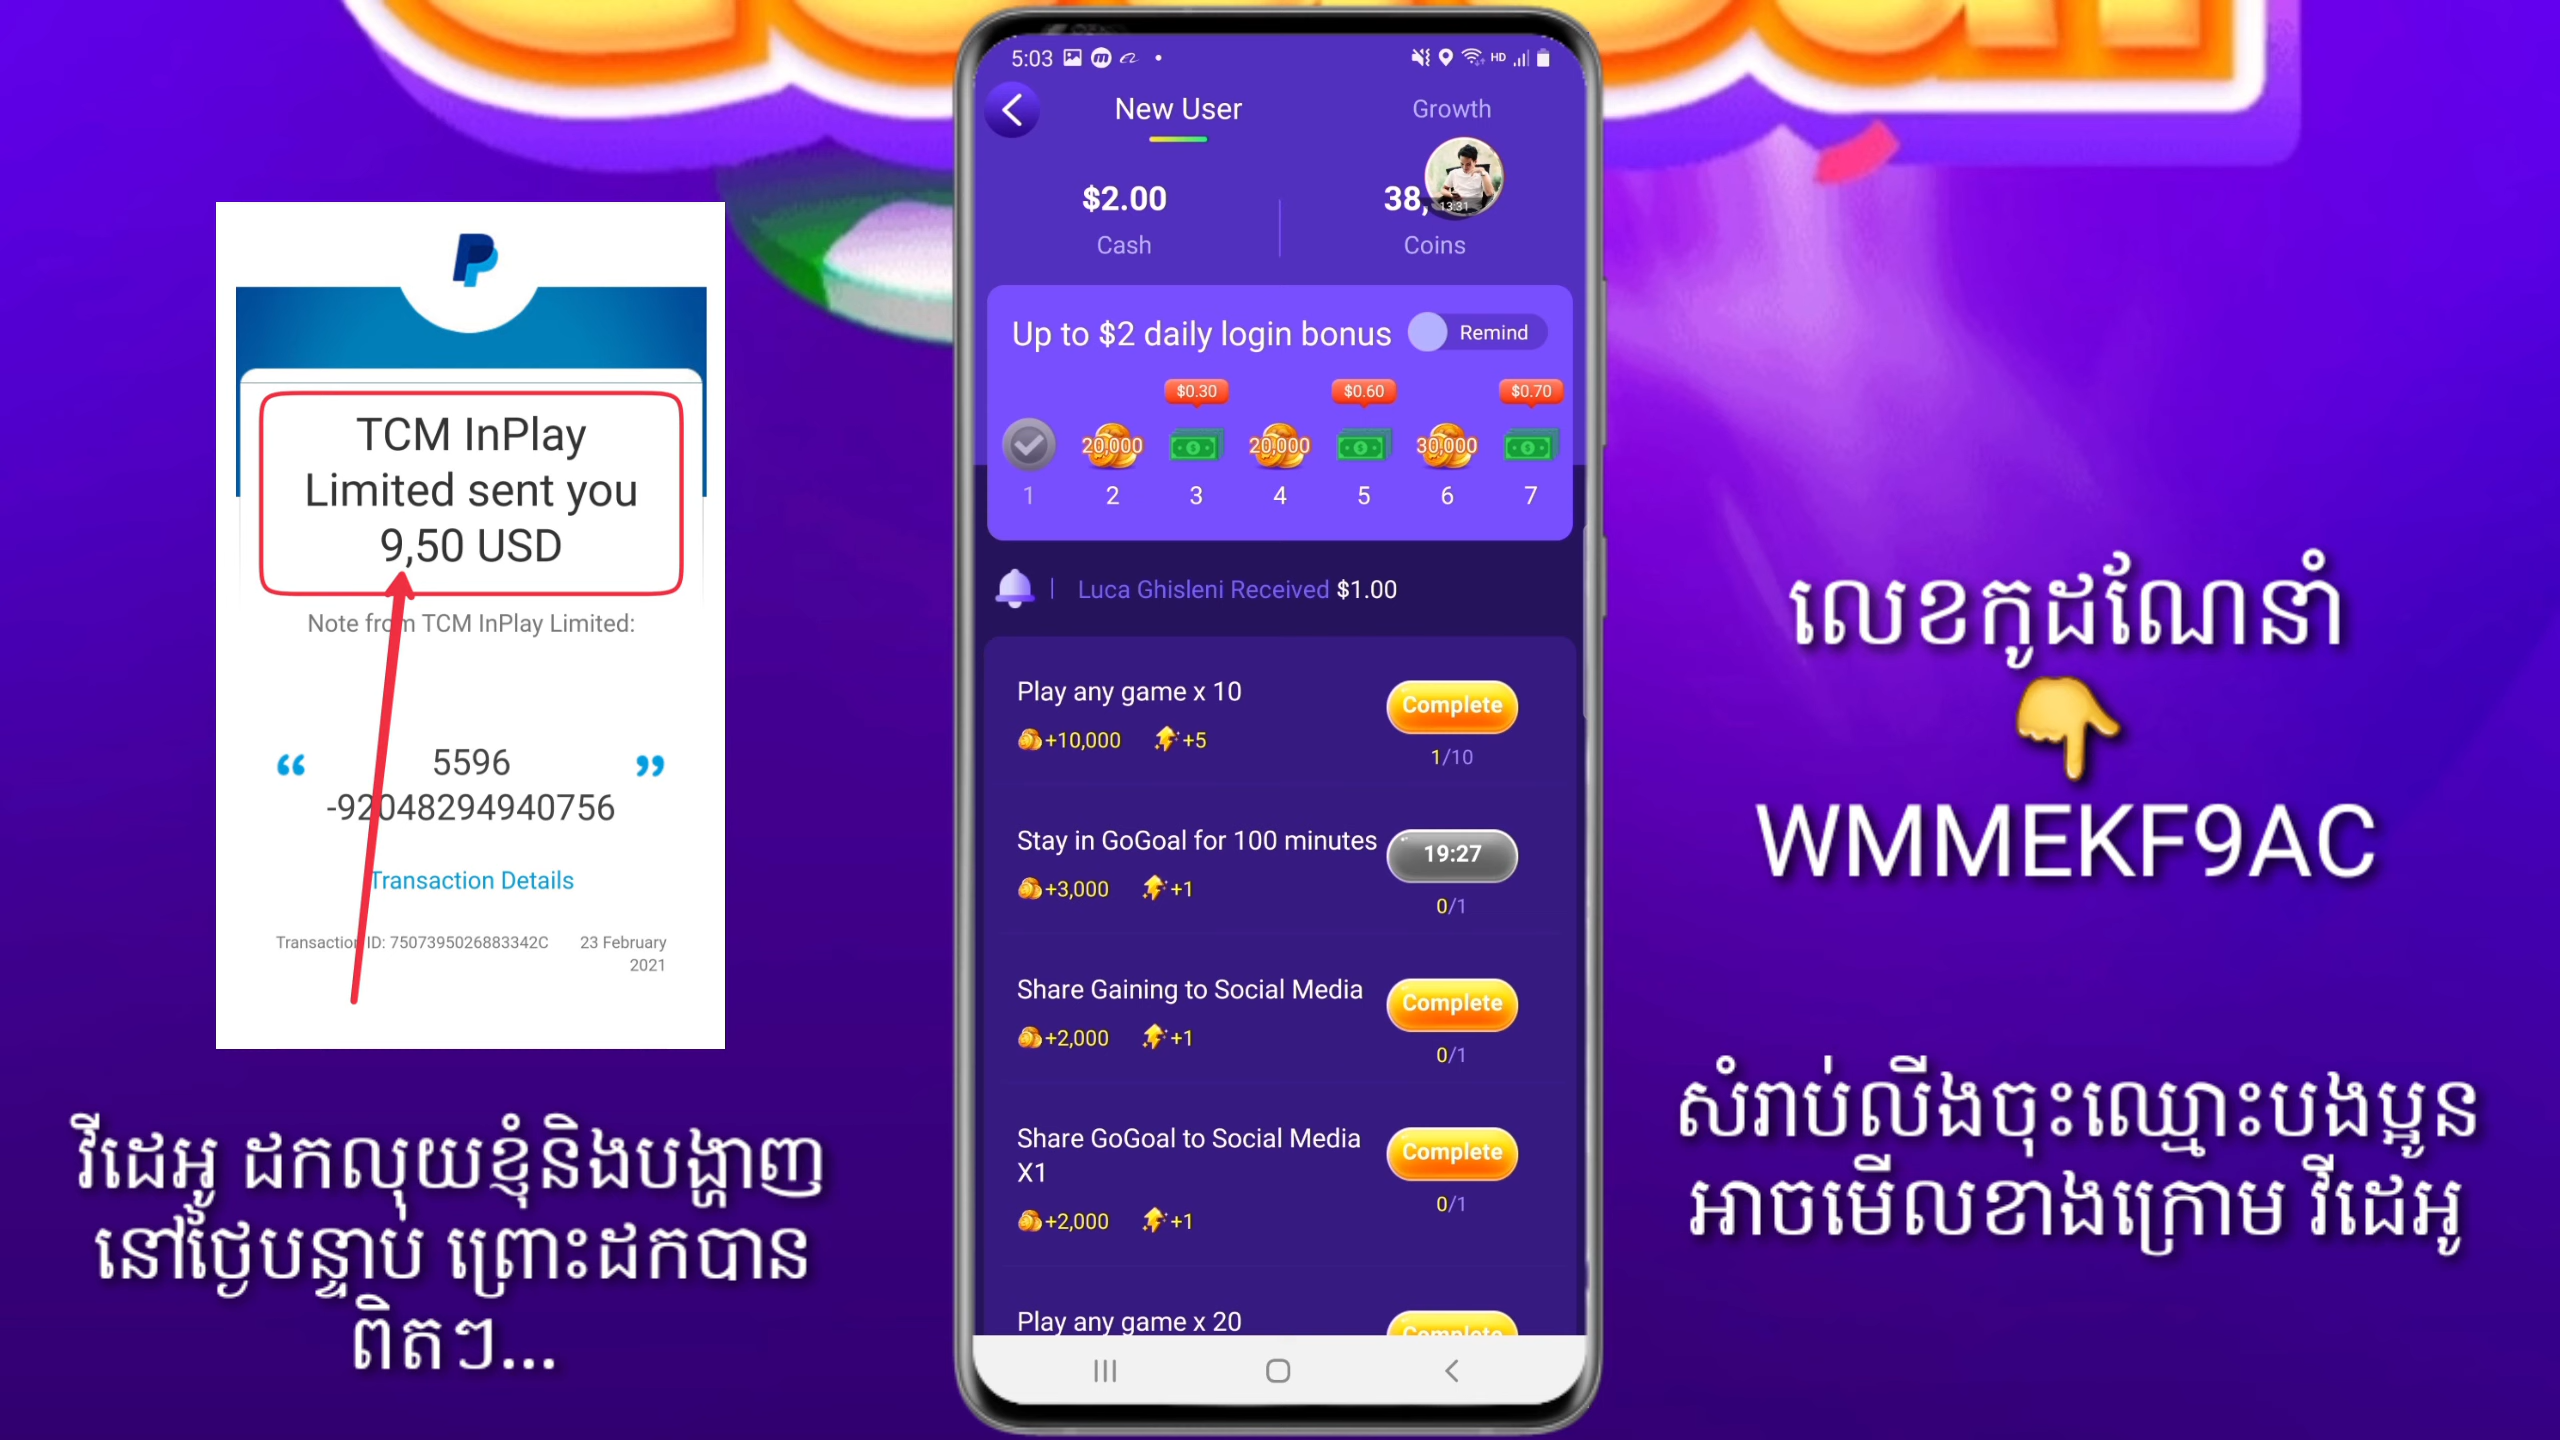 TCM InPlay
Limited sent you
9,50 USD
Note from TCM InPlay Limited:
“ 5596 ”
-92048294940756
Transaction Details
Transaction ID: 7507395026883342C 23 February
2021
វីដេអូ ដកលុយខ្ញុំនិងបង្ហាញ
នៅថ្ងៃបន្ទាប់ ព្រោះដកបាន
ពិតៗ...
5:03
HD
New User
Growth
$2.00
38,
13:31
Cash
Coins
Up to $2 daily login bonus
Remind
$0.30 $0.60 $0.70
20,000 20,000 30,000
1 2 3 4 5 6 7
Luca Ghisleni Received $1.00
Play any game x 10
Complete
+10,000 +5
1/10
Stay in GoGoal for 100 minutes
19:27
+3,000 +1
0/1
Share Gaining to Social Media
Complete
+2,000 +1
0/1
Share GoGoal to Social Media
X1
Complete
+2,000 +1
0/1
Play any game x 20
Complete
លេខកូដណែនាំ
WMMEKF9AC
សំរាប់លីងចុះឈ្មោះបងប្អូន
អាចមើលខាងក្រោម វីដេអូ